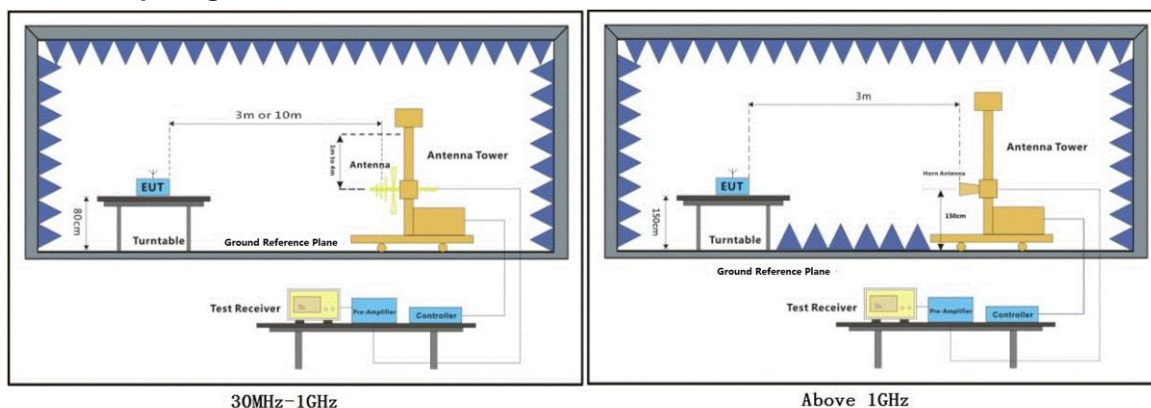 3m or 10m
1m to 4m
Antenna
Antenna Tower
EUT
80cm
Turntable
Ground Reference Plane
Test Receiver
Pre-Amplifier
Controller
30MHz-1GHz
3m
Antenna Tower
Horn Antenna
EUT
150cm
150cm
Turntable
Ground Reference Plane
Test Receiver
Pre-Amplifier
Controller
Above 1GHz